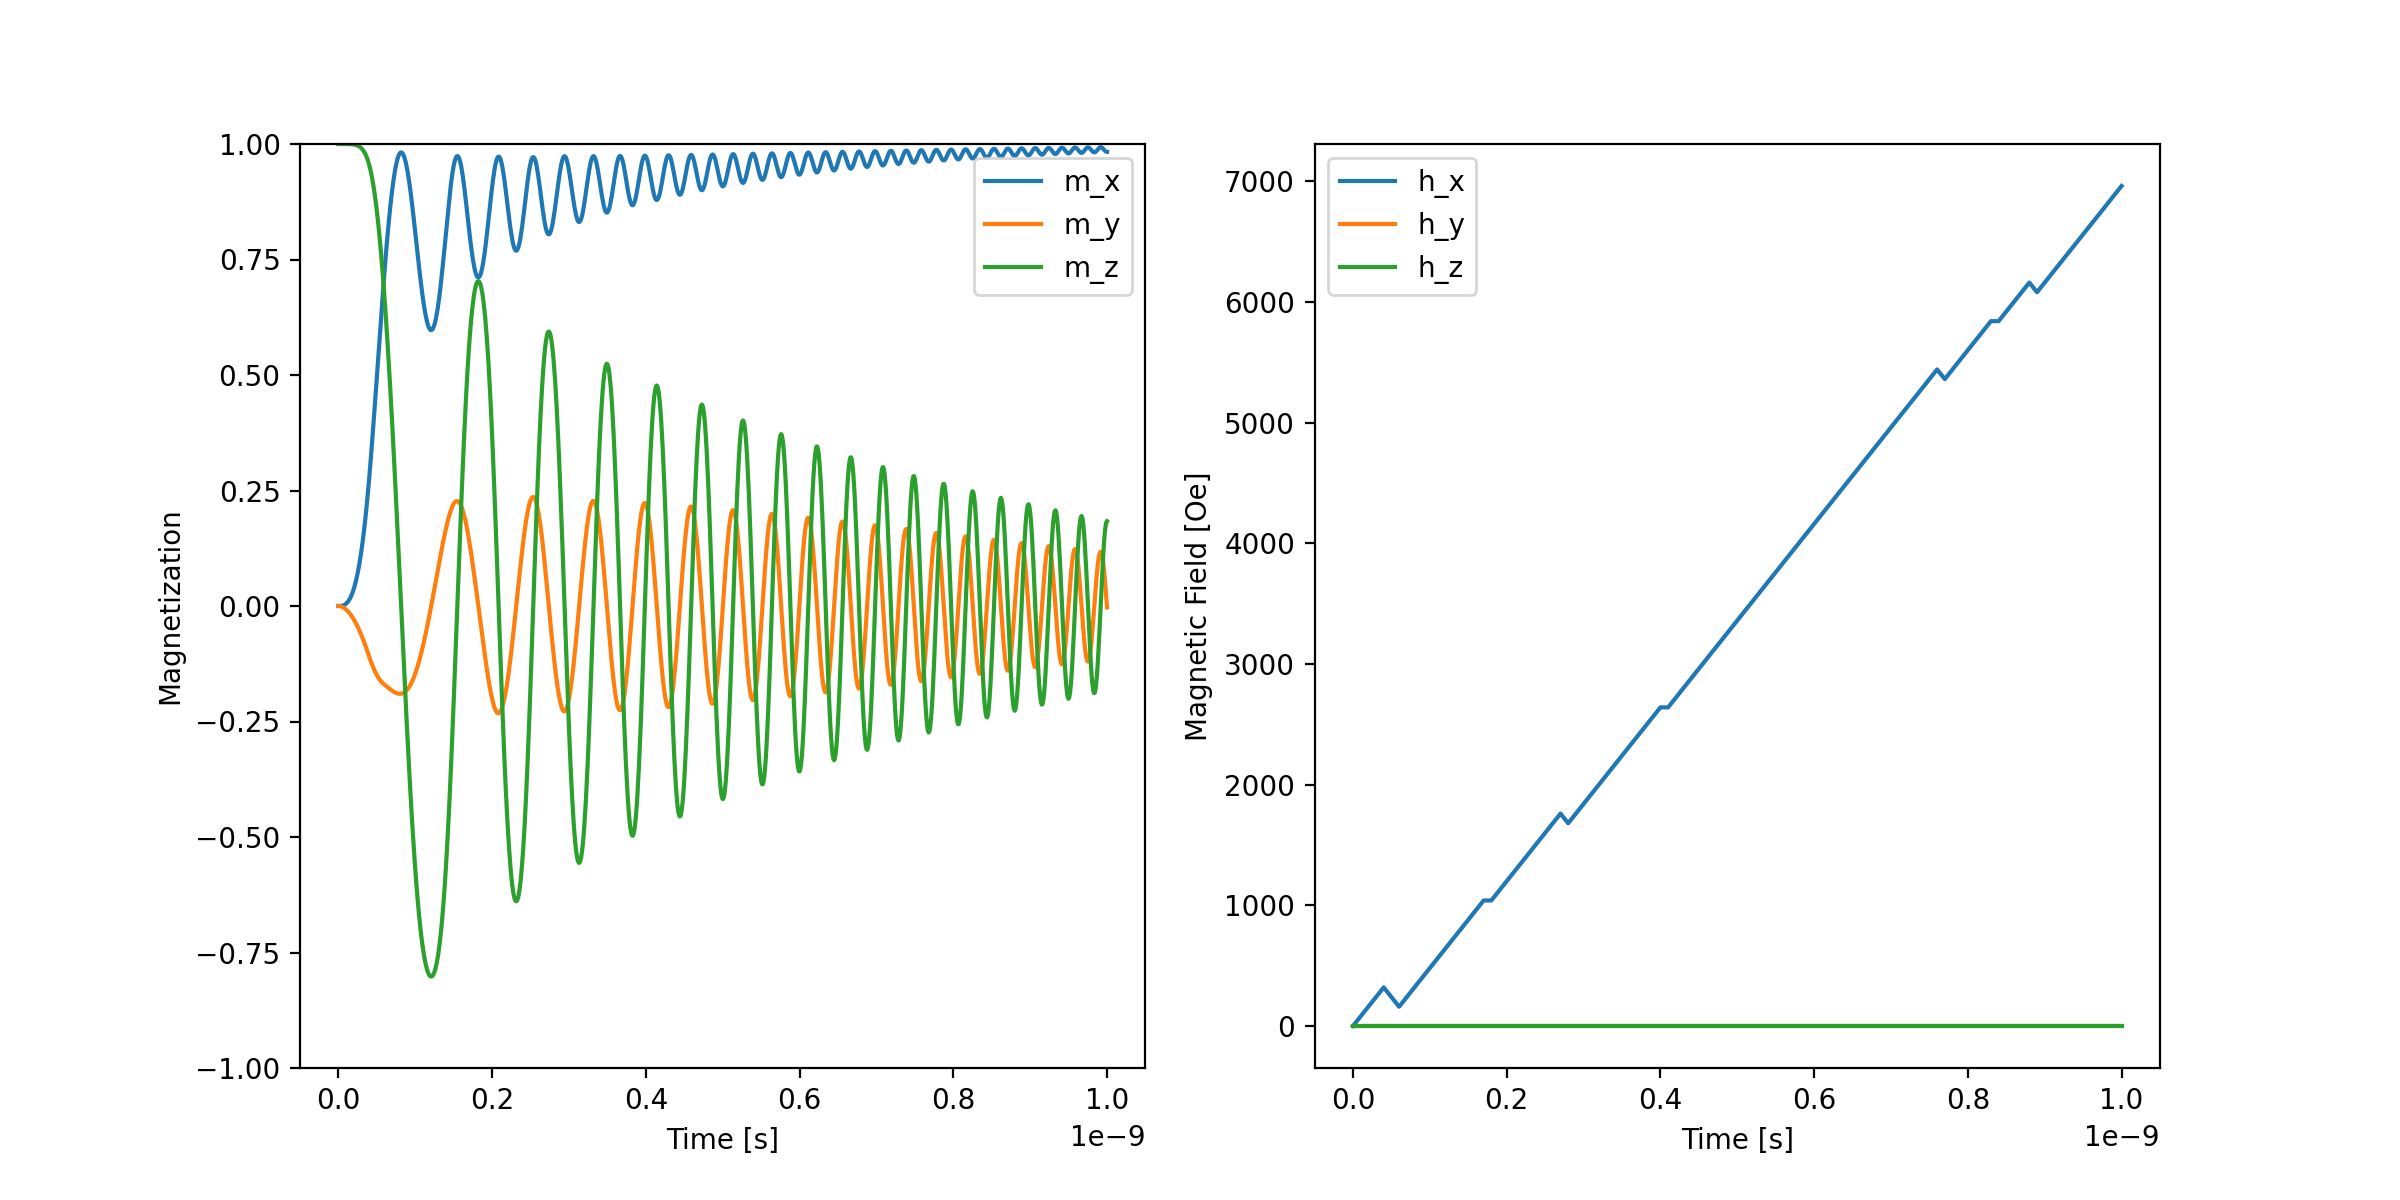 1.00
0.75
0.50
0.25
0.00
−0.25
−0.50
−0.75
−1.00
Magnetization
0.0 0.2 0.4 0.6 0.8 1.0
1e−9
Time [s]
m_x
m_y
m_z
7000
6000
5000
4000
3000
2000
1000
0
Magnetic Field [Oe]
0.0 0.2 0.4 0.6 0.8 1.0
1e−9
Time [s]
h_x
h_y
h_z